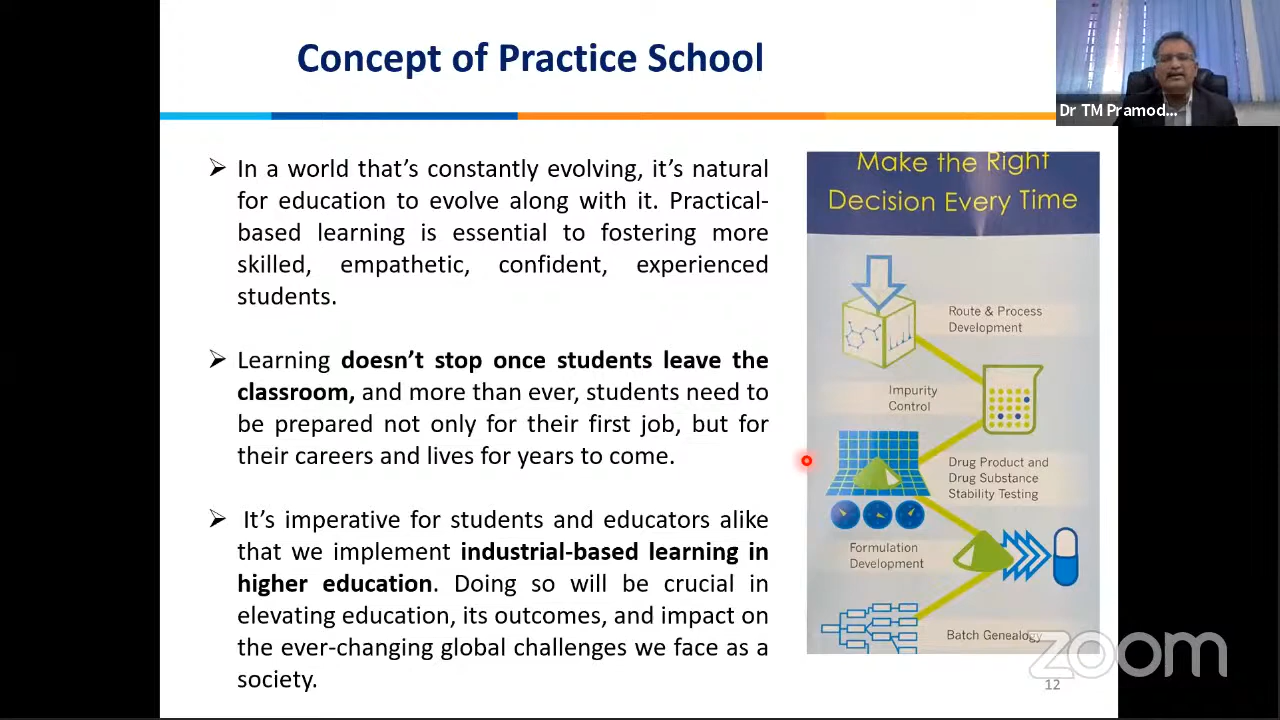 Concept of Practice School
Dr TM Pramod...
➢ In a world that's constantly evolving, it's natural
for education to evolve along with it. Practical-
based learning is essential to fostering more
skilled, empathetic, confident, experienced
students.
➢ Learning doesn't stop once students leave the
classroom, and more than ever, students need to
be prepared not only for their first job, but for
their careers and lives for years to come.
➢ It's imperative for students and educators alike
that we implement industrial-based learning in
higher education. Doing so will be crucial in
elevating education, its outcomes, and impact on
the ever-changing global challenges we face as a
society.
Make the Right
Decision Every Time
Route & Process
Development
Impurity
Control
Drug Product and
Drug Substance
Stability Testing
Formulation
Development
Batch Genealogy
zoom
12